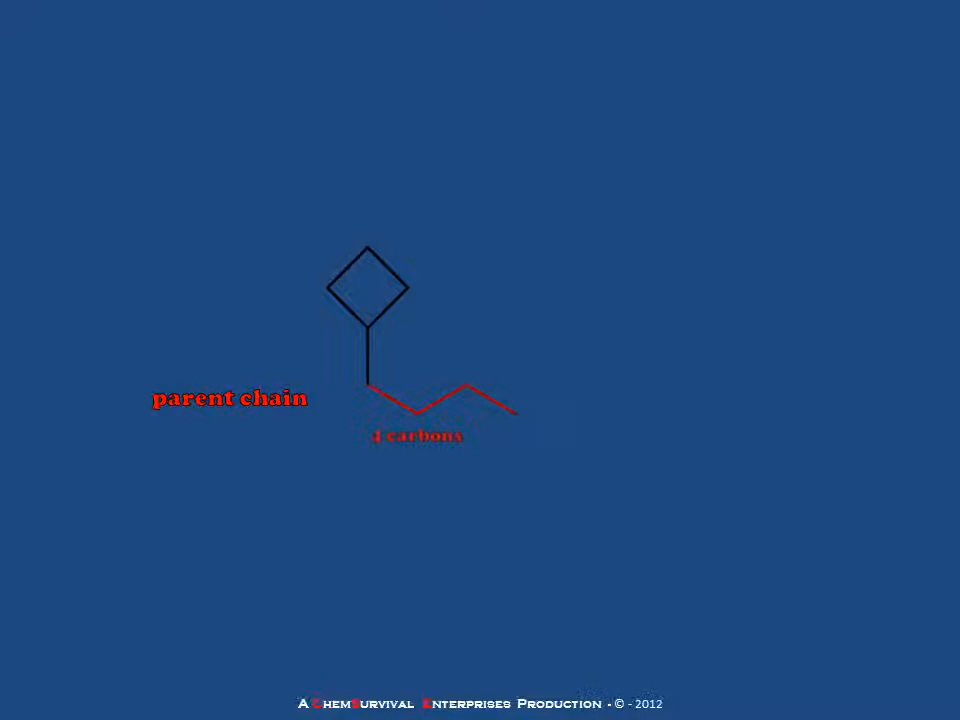 parent chain
4 carbons
A ChemSurvival Enterprises Production - © - 2012